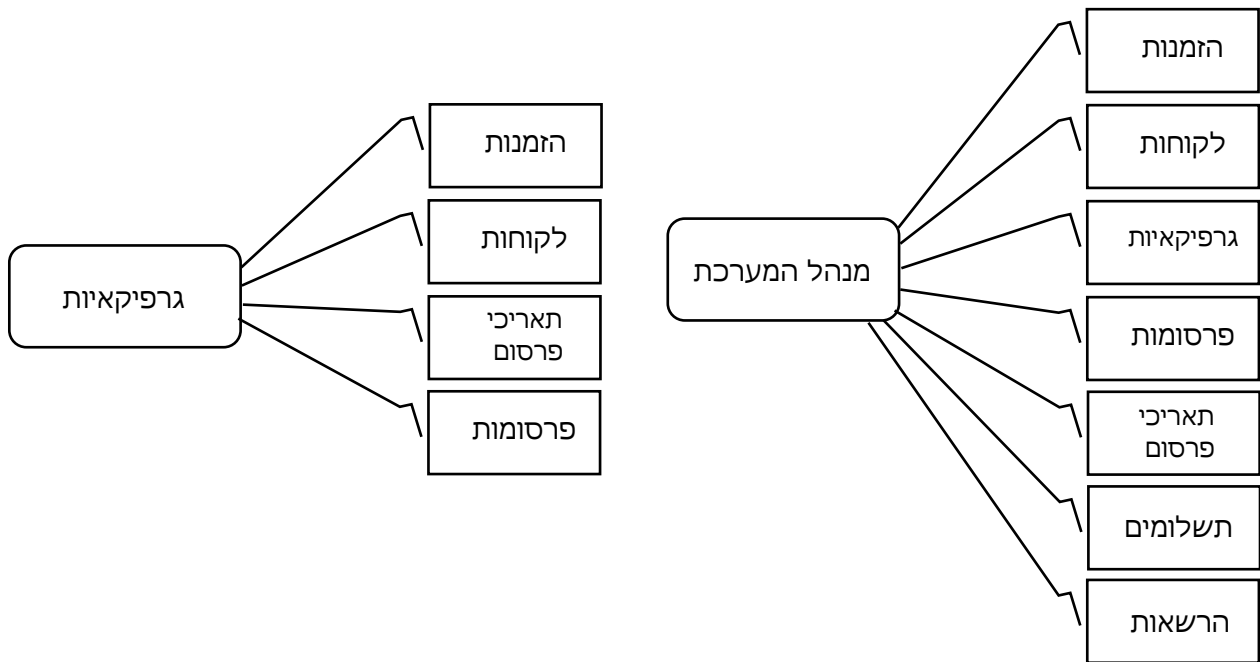 מנהל המערכת
הזמנות
לקוחות
גרפיקאיות
פרסומות
תאריכי
פרסום
תשלומים
הרשאות
גרפיקאיות
הזמנות
לקוחות
תאריכי
פרסום
פרסומות